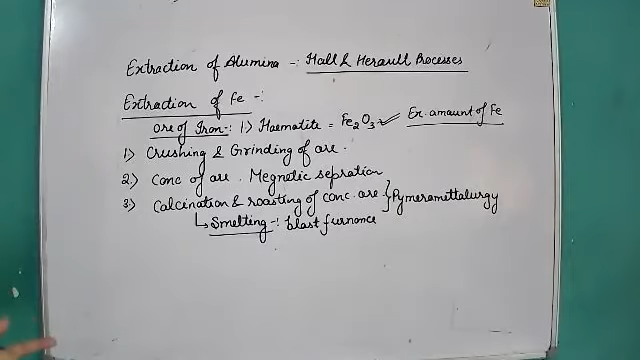 Extraction of Alumina -: Hall & Herault Processes
Extraction of Fe -:
Ore of Iron-: 1) Haematite = Fe2O3 ✓ Ex. amount of Fe
1) Crushing & Grinding of ore.
2) Conc of ore. Megnetic sepration
3) Calcination & roasting of conc. ore } Pymeramettalurgy
↳ Smelting -: blast furnonce